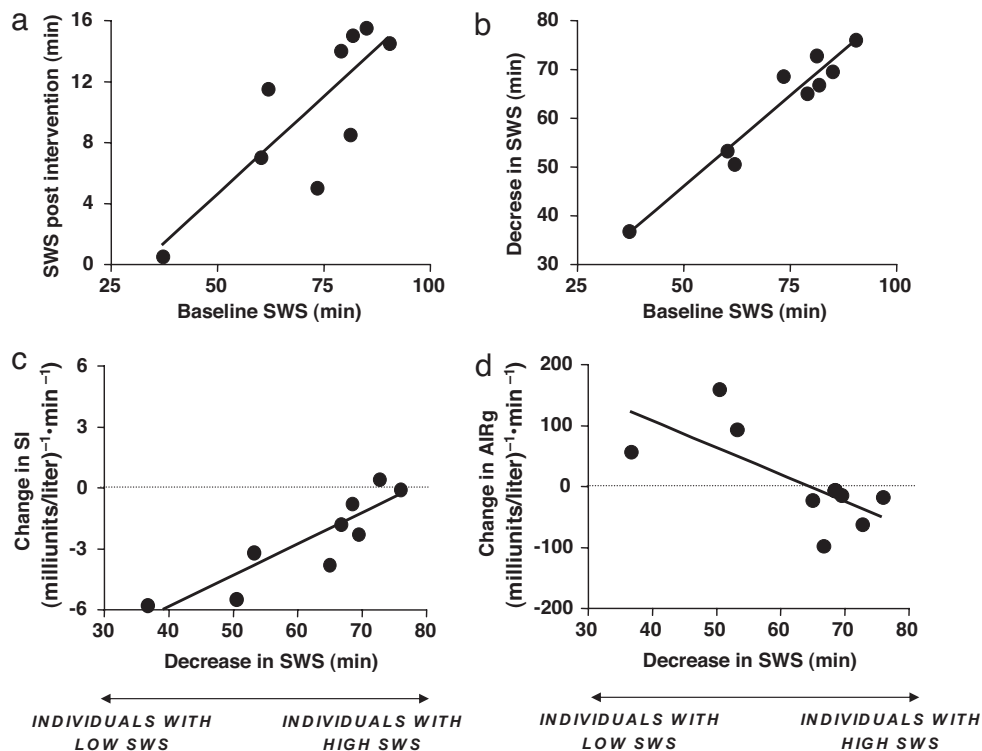 a
SWS post intervention (min)
16
12
8
4
0
25
50
75
100
Baseline SWS (min)
b
Decrese in SWS (min)
80
70
60
50
40
30
25
50
75
100
Baseline SWS (min)
c
Change in SI
(milliunits/liter)⁻¹•min ⁻¹
6
3
0
-3
-6
30
40
50
60
70
80
Decrease in SWS (min)
INDIVIDUALS WITH
LOW SWS
INDIVIDUALS WITH
HIGH SWS
d
Change in AIRg
(milliunits/liter)⁻¹•min⁻¹
200
100
0
-100
-200
30
40
50
60
70
80
Decrease in SWS (min)
INDIVIDUALS WITH
LOW SWS
INDIVIDUALS WITH
HIGH SWS